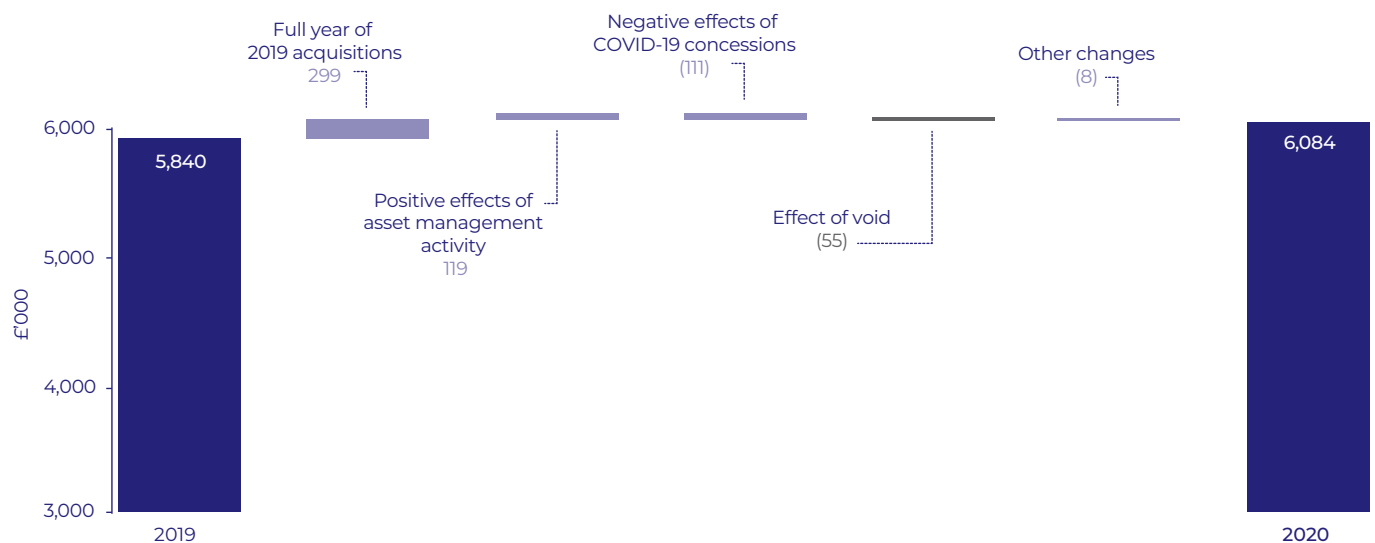 Full year of
2019 acquisitions
299
Positive effects of
asset management
activity
119
Negative effects of
COVID-19 concessions
(111)
Effect of void
(55)
Other changes
(8)
£'000
6,000
5,000
4,000
3,000
5,840
2019
6,084
2020